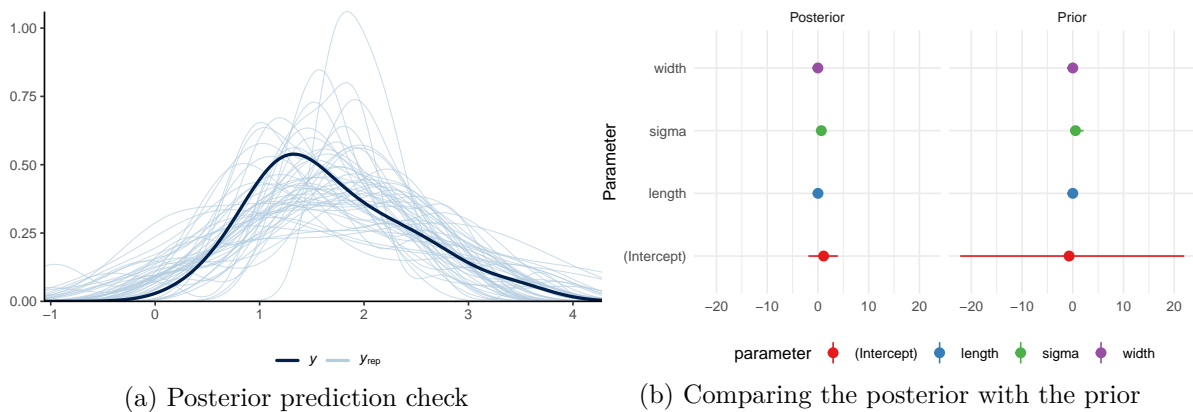 1.00
0.75
0.50
0.25
0.00
−1 0 1 2 3 4
y yrep
(a) Posterior prediction check
Posterior Prior
Parameter
width
sigma
length
(Intercept)
−20 −10 0 10 20 −20 −10 0 10 20
parameter (Intercept) length sigma width
(b) Comparing the posterior with the prior